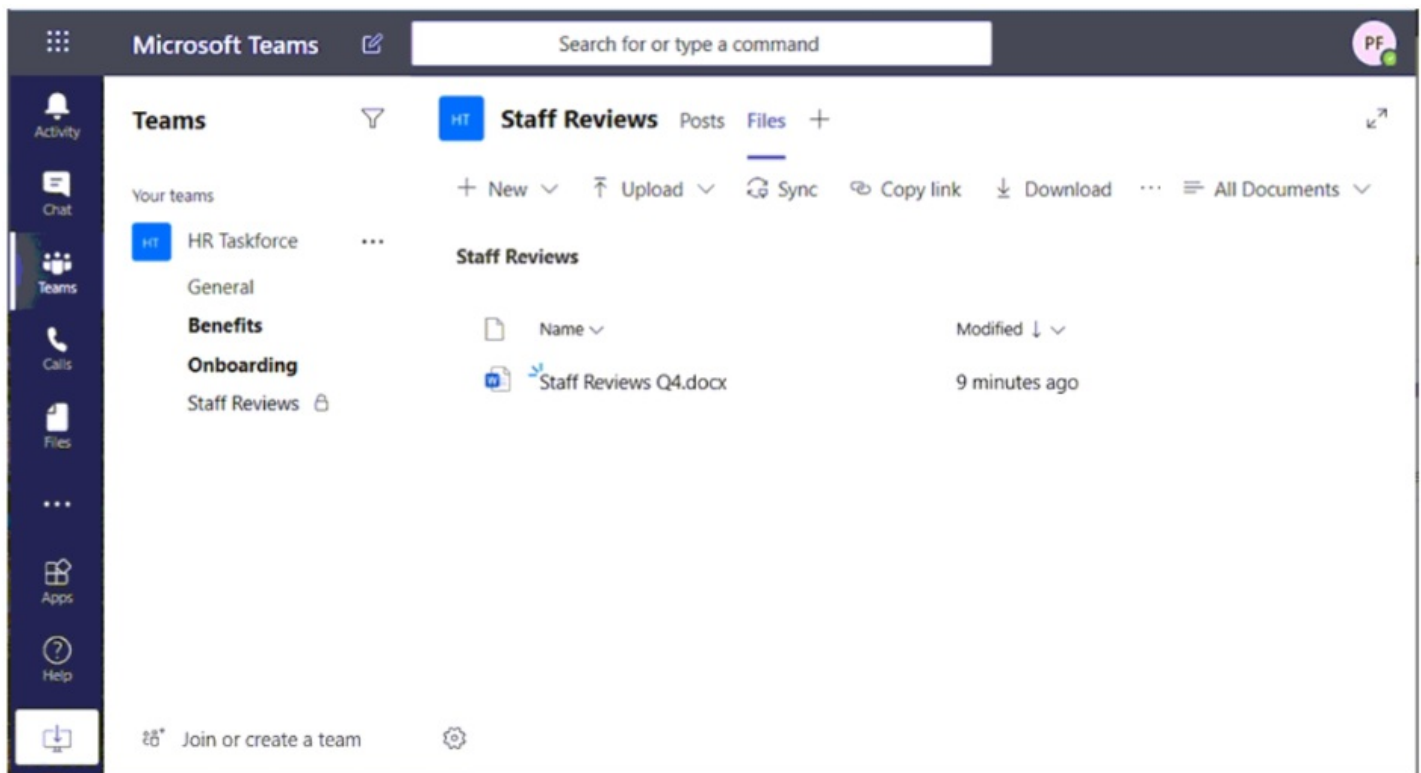 Microsoft Teams
Search for or type a command
PF
Activity
Chat
Teams
Calls
Files
Apps
Help
Teams
Your teams
HT HR Taskforce
General
Benefits
Onboarding
Staff Reviews
Join or create a team
HT Staff Reviews Posts Files
New Upload Sync Copy link Download All Documents
Staff Reviews
Name Modified
Staff Reviews Q4.docx 9 minutes ago